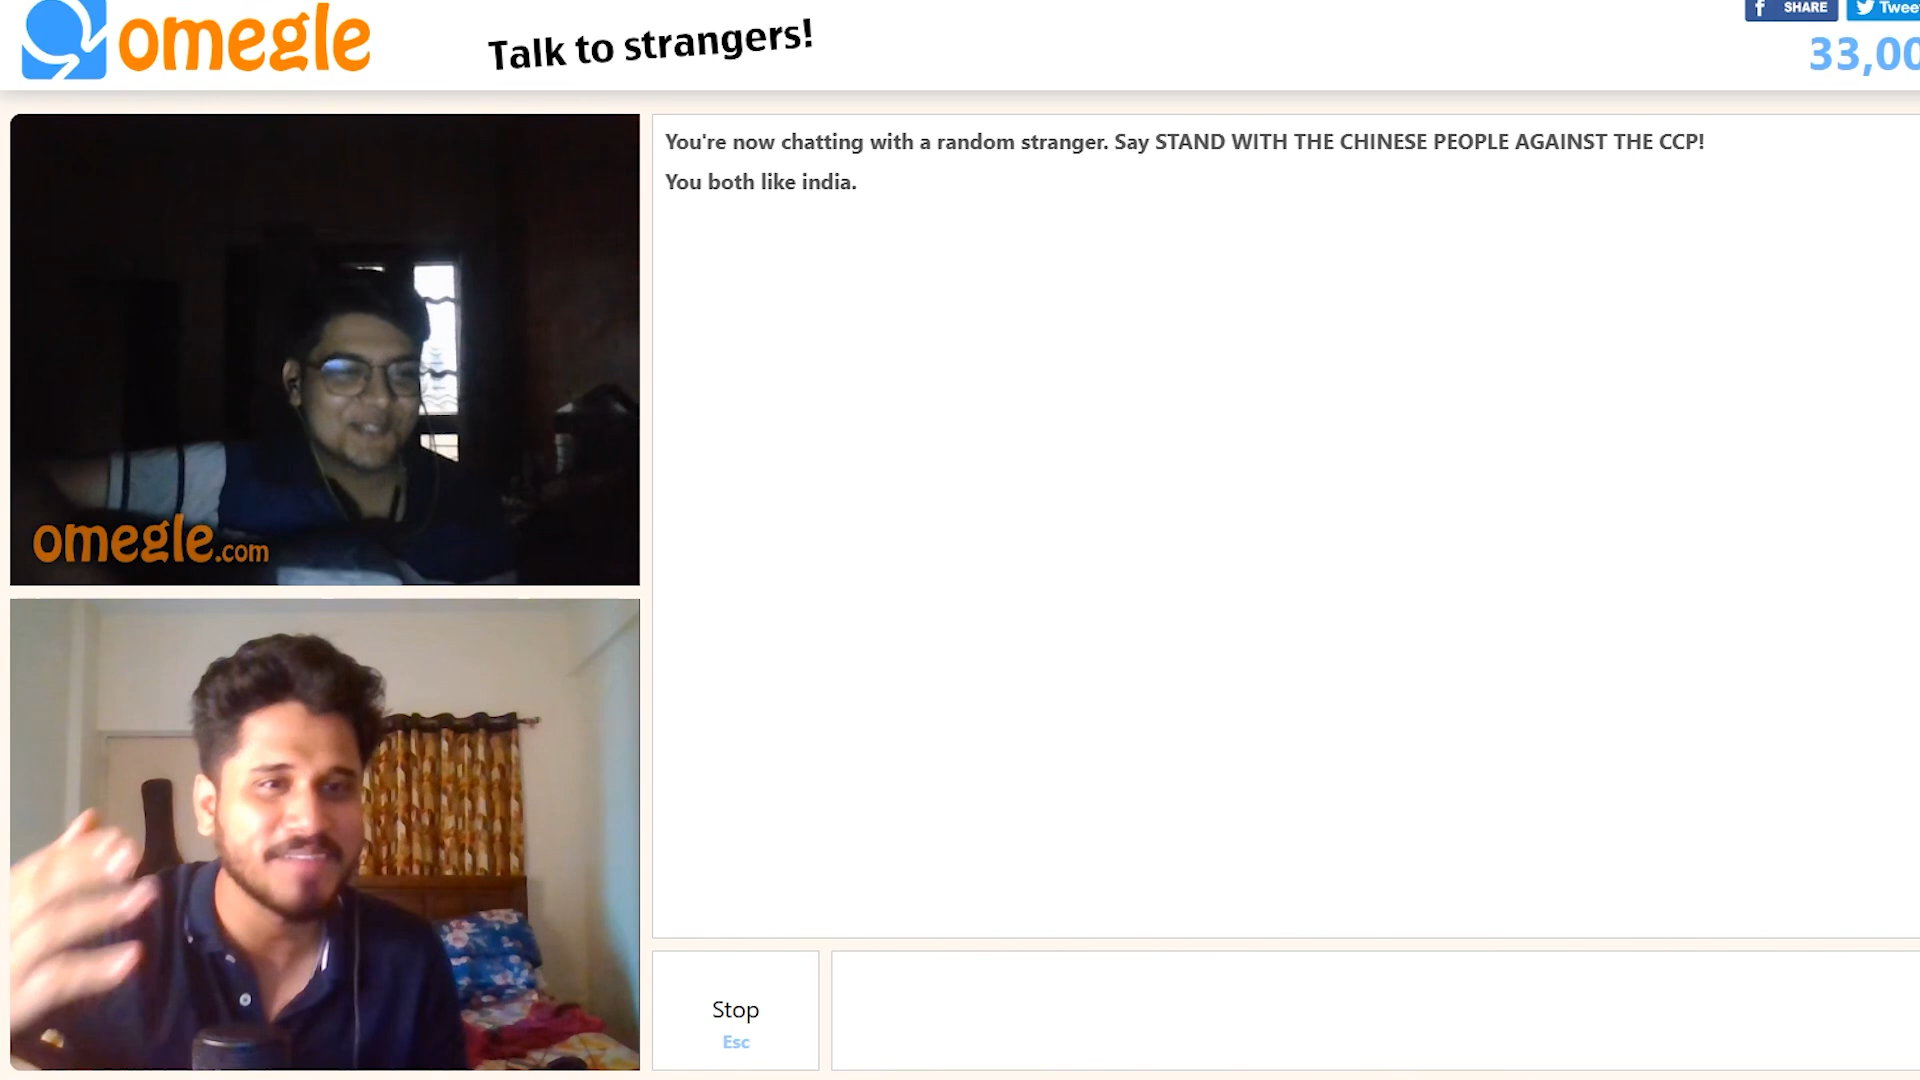 omegle
Talk to strangers!
SHARE
Twee
33,00
You're now chatting with a random stranger. Say STAND WITH THE CHINESE PEOPLE AGAINST THE CCP!
You both like india.
omegle.com
Stop
Esc